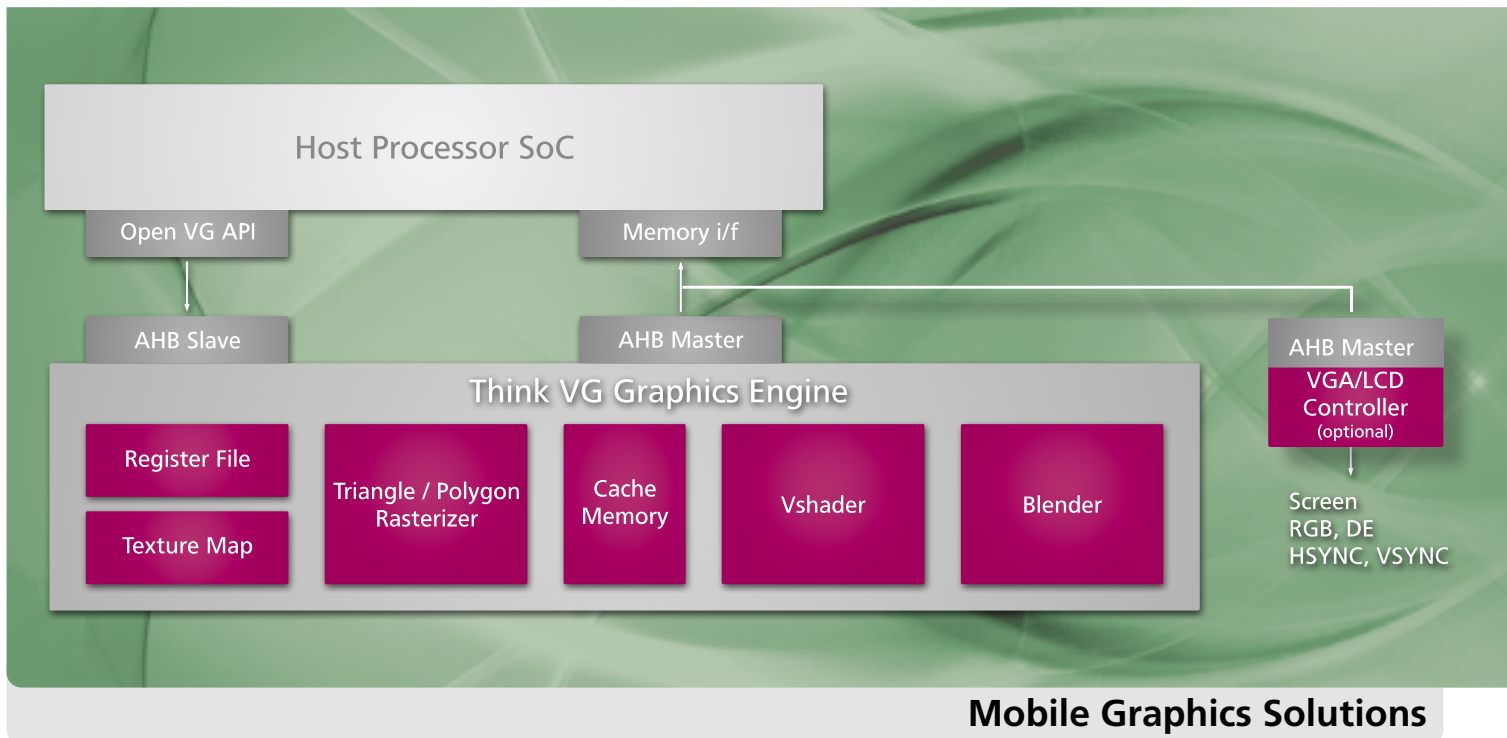 Host Processor SoC
Open VG API
Memory i/f
AHB Slave
AHB Master
AHB Master
VGA/LCD
Controller
(optional)
Think VG Graphics Engine
Register File
Texture Map
Triangle / Polygon
Rasterizer
Cache
Memory
Vshader
Blender
Screen
RGB, DE
HSYNC, VSYNC
Mobile Graphics Solutions